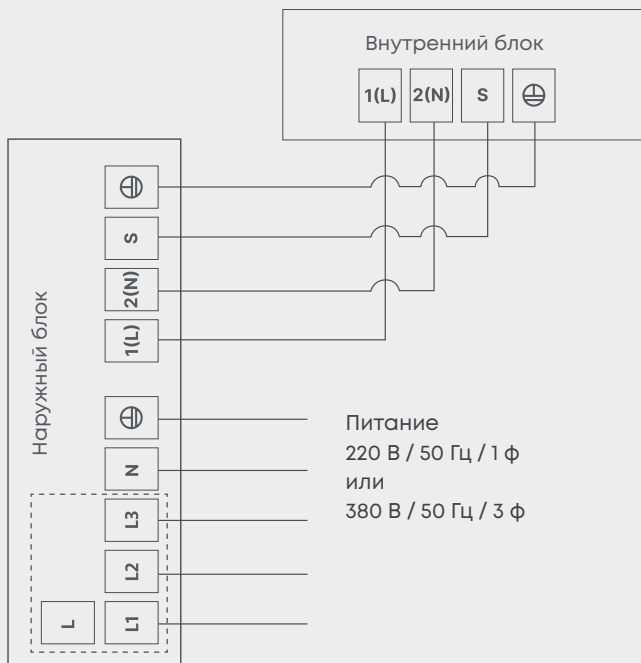 Внутренний блок
1(L) 2(N) S
Наружный блок
S
2(N)
1(L)
N
L3
L2
L L1
Питание
220 В / 50 Гц / 1 ф
или
380 В / 50 Гц / 3 ф